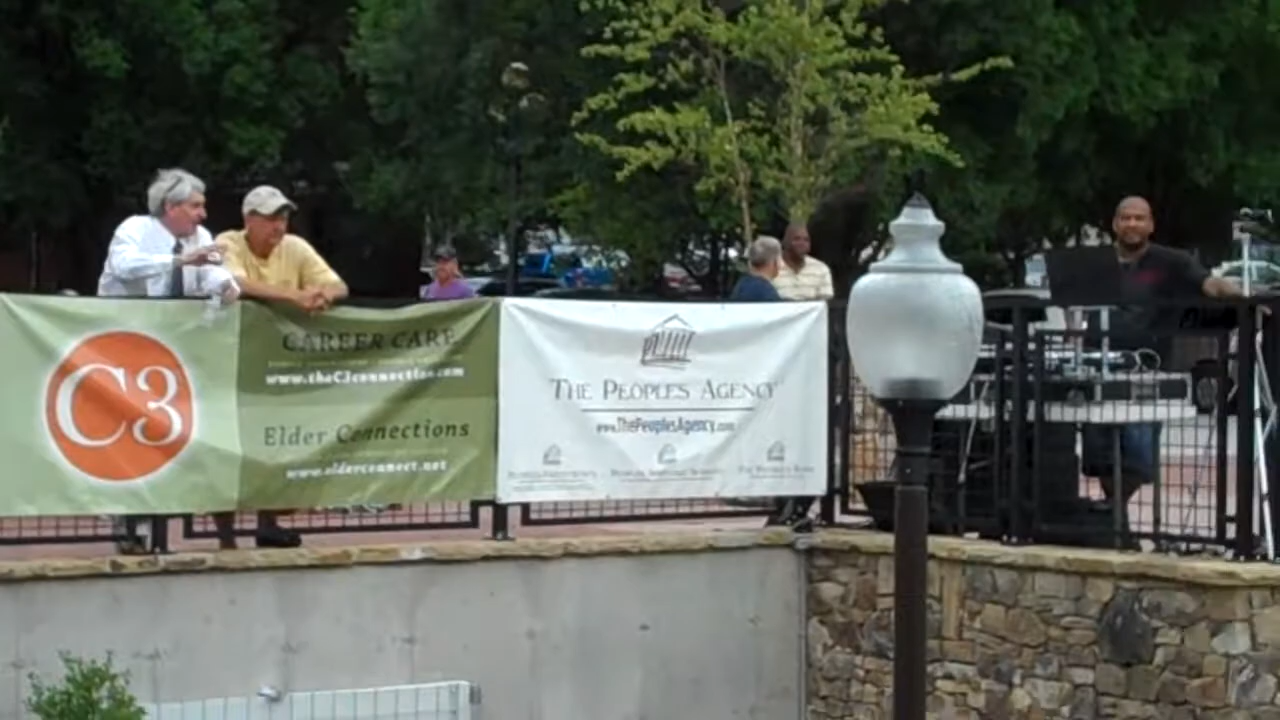 C3
CAREER CARE
www.theC3connection.com
Elder Connections
www.elderconnect.net
THE PEOPLES AGENCY
www.ThePeoplesAgency.com